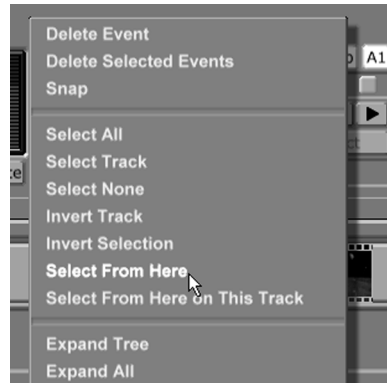 Delete Event
A1
Delete Selected Events
Snap
Select All
Select Track
Select None
Invert Track
Invert Selection
Select From Here
Select From Here on This Track
Expand Tree
Expand All